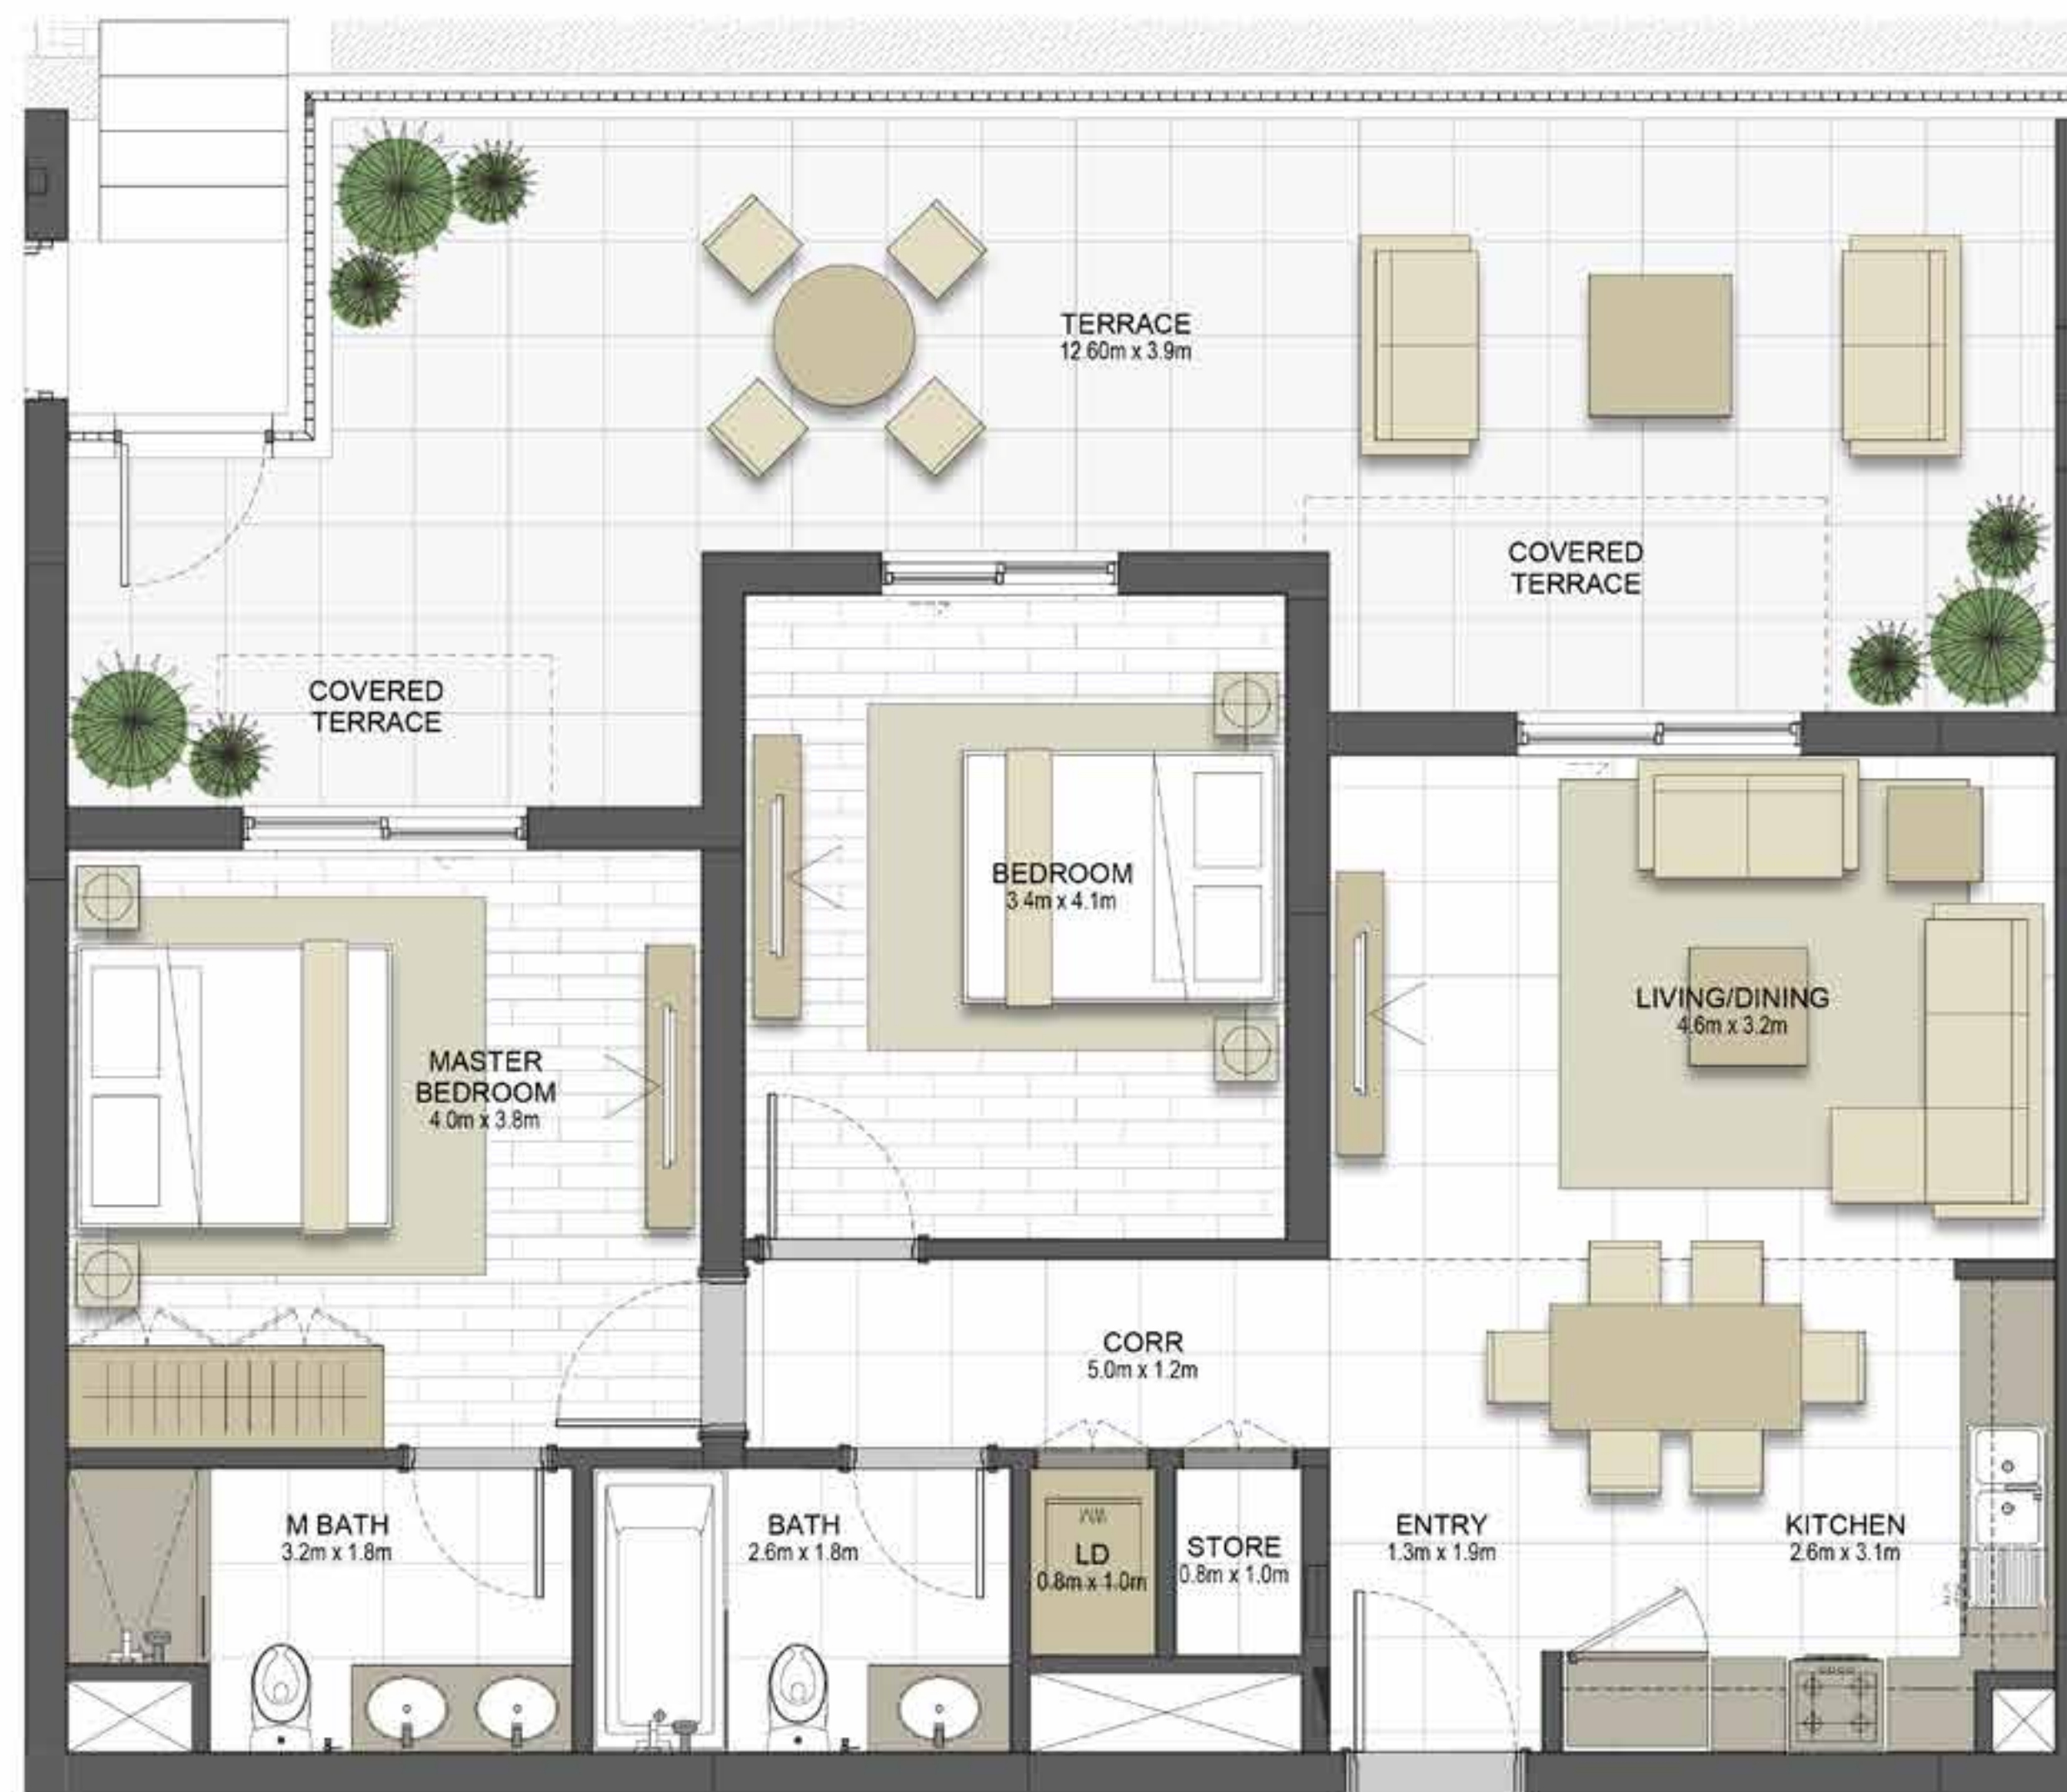 TERRACE
12.60m x 3.9m
COVERED
TERRACE
COVERED
TERRACE
BEDROOM
3.4m x 4.1m
LIVING/DINING
4.6m x 3.2m
MASTER
BEDROOM
4.0m x 3.8m
CORR
5.0m x 1.2m
M BATH
3.2m x 1.8m
BATH
2.6m x 1.8m
WM
LD
0.8m x 1.0m
STORE
0.8m x 1.0m
ENTRY
1.3m x 1.9m
KITCHEN
2.6m x 3.1m